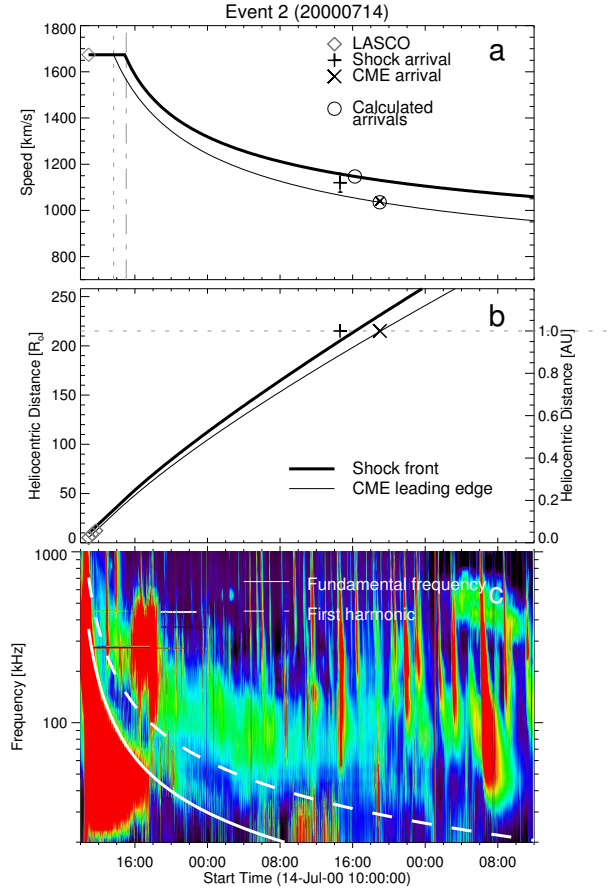 Event 2 (20000714)
1800
1600
1400
1200
1000
800
Speed [km/s]
a
LASCO
Shock arrival
CME arrival
Calculated
arrivals
250
200
150
100
50
0
Heliocentric Distance [Ro]
b
1.0
0.8
0.6
0.4
0.2
0.0
Heliocentric Distance [AU]
Shock front
CME leading edge
1000
100
Frequency [kHz]
Fundamental frequency
c
First harmonic
16:00 00:00 08:00 16:00 00:00 08:00
Start Time (14-Jul-00 10:00:00)